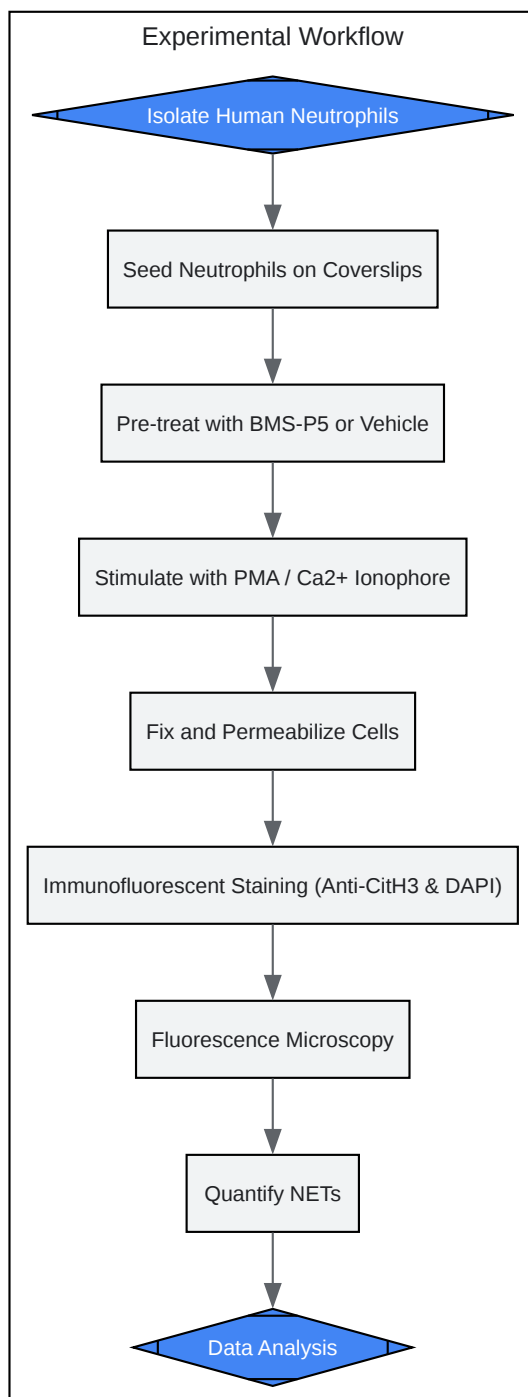 Experimental Workflow
Isolate Human Neutrophils
Seed Neutrophils on Coverslips
Pre-treat with BMS-P5 or Vehicle
Stimulate with PMA / Ca2+ Ionophore
Fix and Permeabilize Cells
Immunofluorescent Staining (Anti-CitH3 & DAPI)
Fluorescence Microscopy
Quantify NETs
Data Analysis